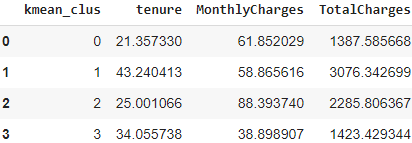 kmean_clus tenure MonthlyCharges TotalCharges
0 0 21.357330 61.852029 1387.585668
1 1 43.240413 58.865616 3076.342699
2 2 25.001066 88.393740 2285.806367
3 3 34.055738 38.898907 1423.429344